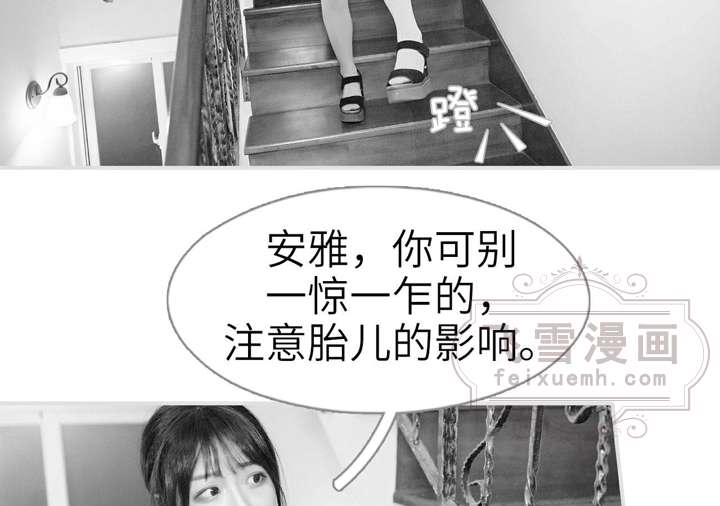 蹬
安雅，你可别
一惊一乍的，
注意胎儿的影响。
飞雪漫画
feixuemh.com